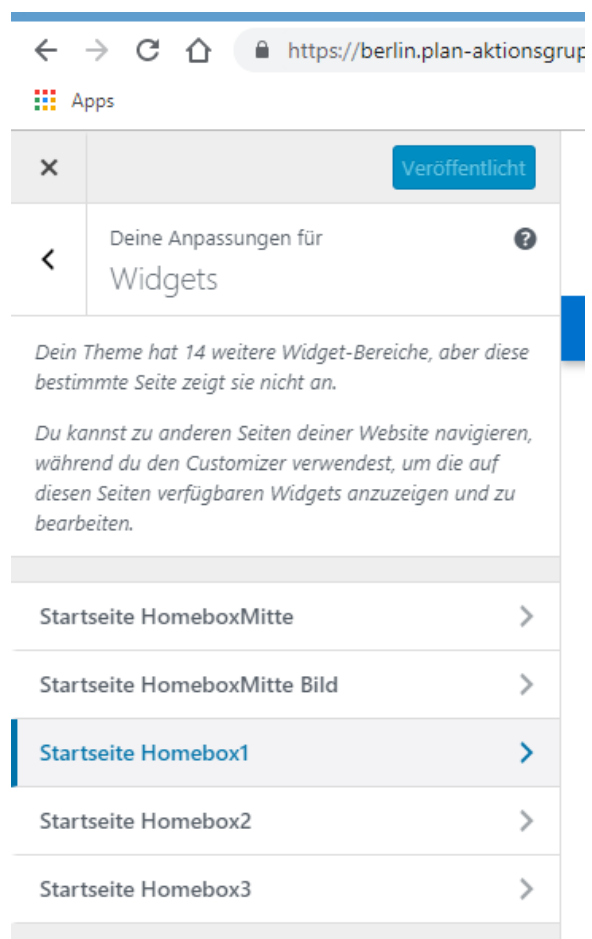 https://berlin.plan-aktionsgrup
Apps
Veröffentlicht
Deine Anpassungen für
Widgets
Dein Theme hat 14 weitere Widget-Bereiche, aber diese
bestimmte Seite zeigt sie nicht an.
Du kannst zu anderen Seiten deiner Website navigieren,
während du den Customizer verwendest, um die auf
diesen Seiten verfügbaren Widgets anzuzeigen und zu
bearbeiten.
Startseite HomeboxMitte
Startseite HomeboxMitte Bild
Startseite Homebox1
Startseite Homebox2
Startseite Homebox3